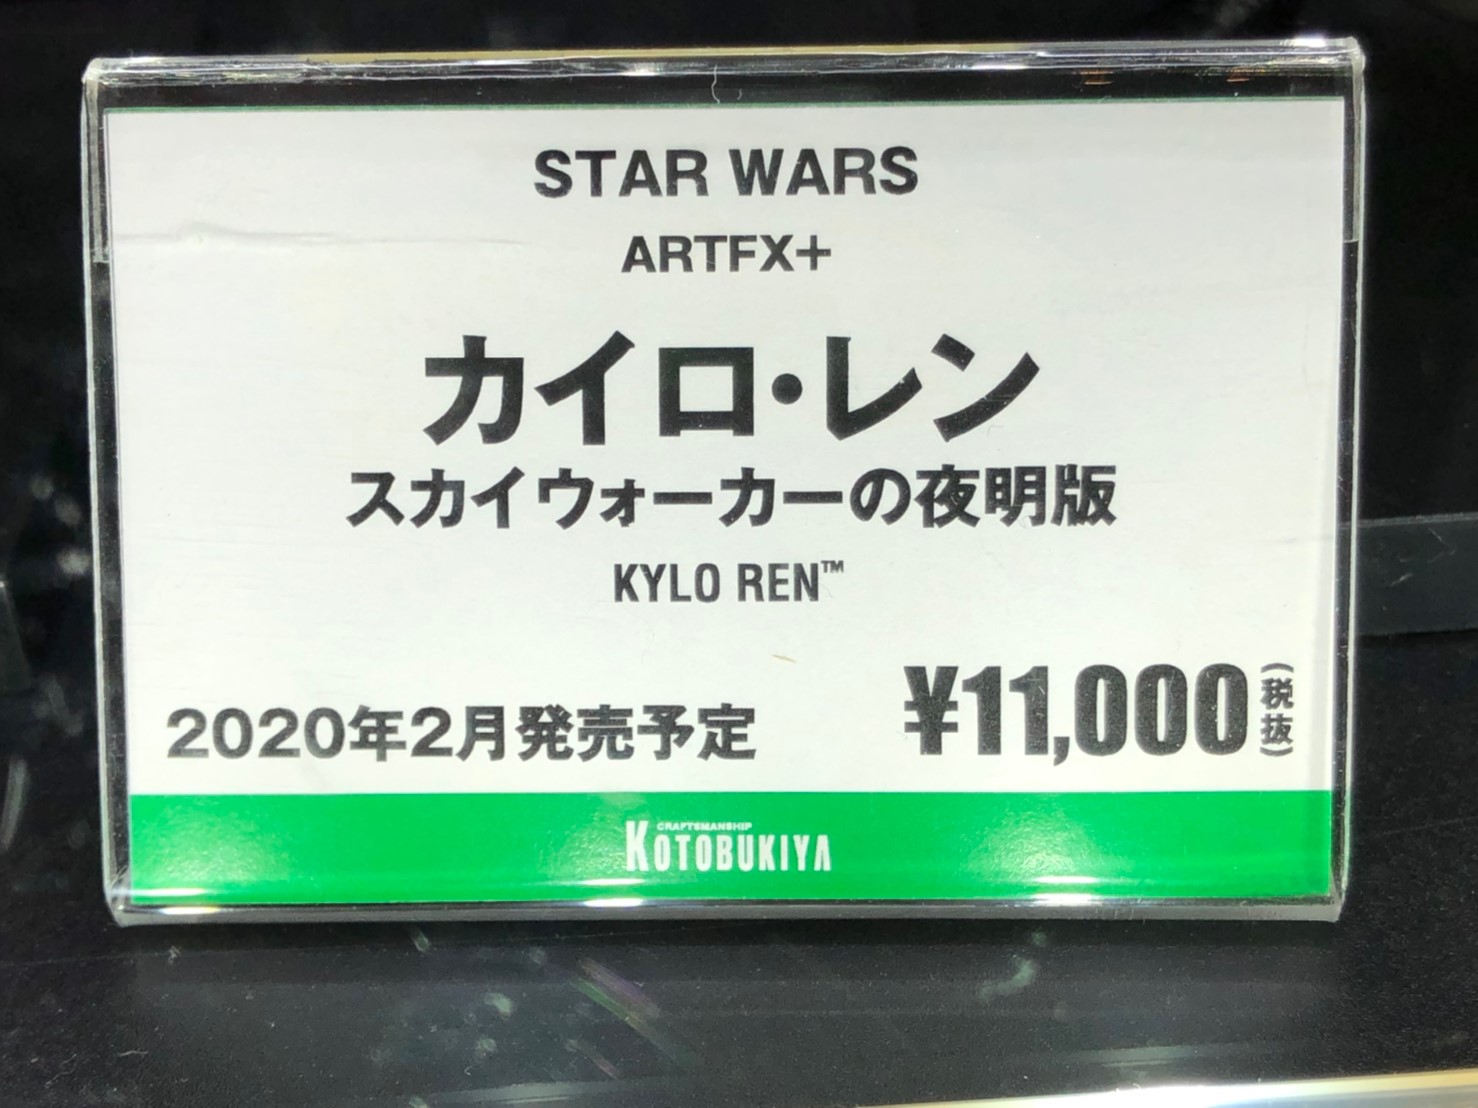 STAR WARS
ARTFX+
カイロ・レン
スカイウォーカーの夜明版
KYLO REN™
2020年2月発売予定
¥11,000(税抜)
CRAFTSMANSHIP
KOTOBUKIYA